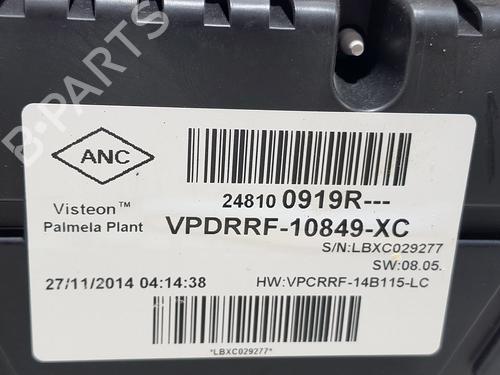 B-PARTS
ANC
24810 0919R---
Visteon™
Palmela Plant
VPDRRF-10849-XC
S/N:LBXC029277
SW:08.05.
27/11/2014 04:14:38
HW:VPCRRF-14B115-LC
*LBXC029277*